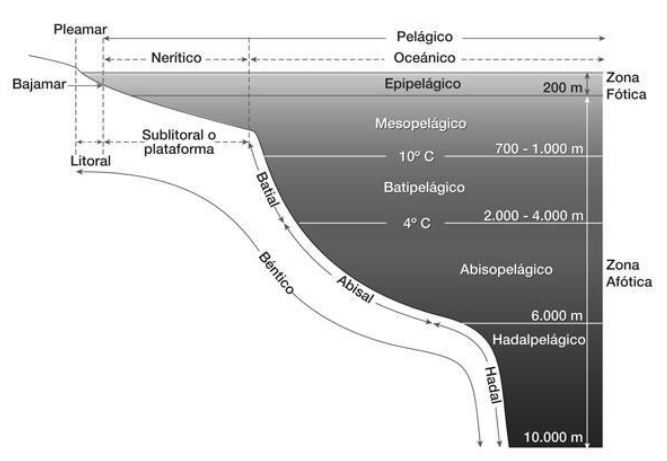 Pleamar
Pelágico
Nerítico
Oceánico
Bajamar
Epipelágico
200 m
Zona
Fótica
Mesopelágico
Sublitoral o
plataforma
Litoral
10º C
700 - 1.000 m
Batial
Batipelágico
4º C
2.000 - 4.000 m
Béntico
Abisal
Abisopelágico
Zona
Afótica
6.000 m
Hadalpelágico
Hadal
10.000 m